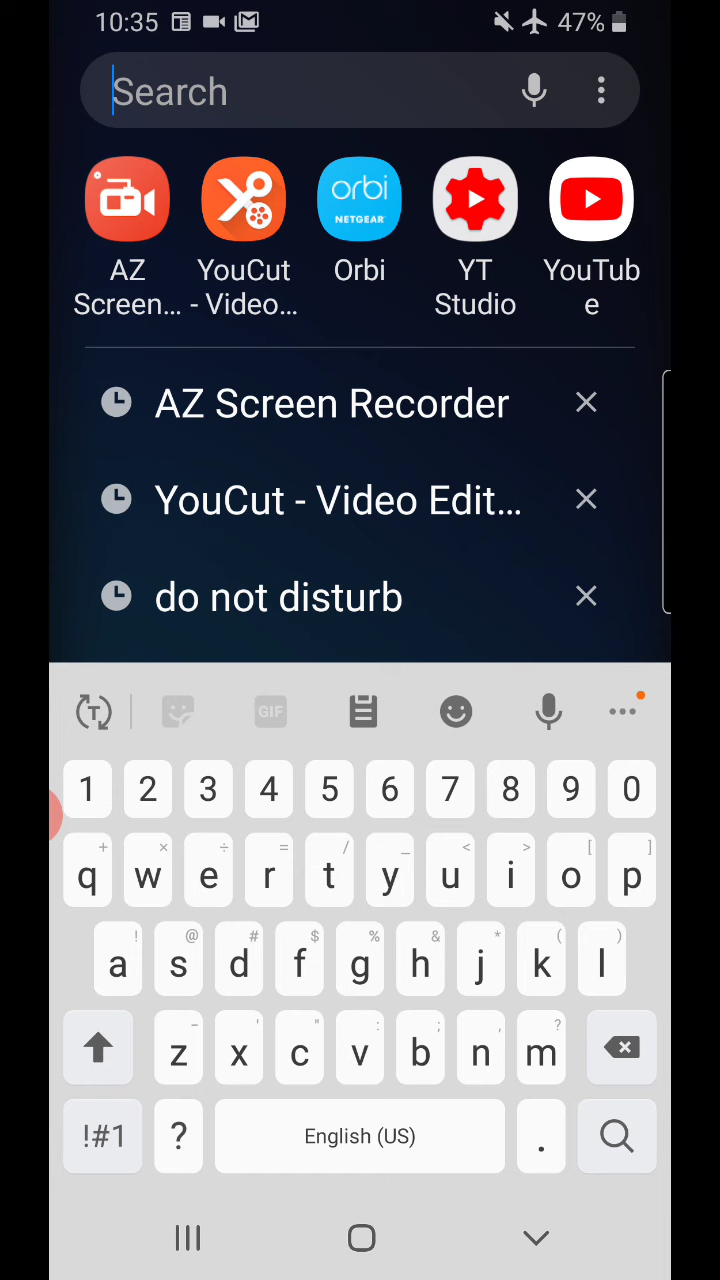 10:35 47%
Search
orbi
NETGEAR
AZ Screen...
YouCut - Video...
Orbi
YT Studio
YouTube
AZ Screen Recorder
YouCut - Video Edit...
do not disturb
T GIF
1 2 3 4 5 6 7 8 9 0
+ × ÷ = / _ < > [ ]
q w e r t y u i o p
! @ # $ % & * ( )
a s d f g h j k l
- ' " : ; , ?
z x c v b n m
!#1 ? English (US) .